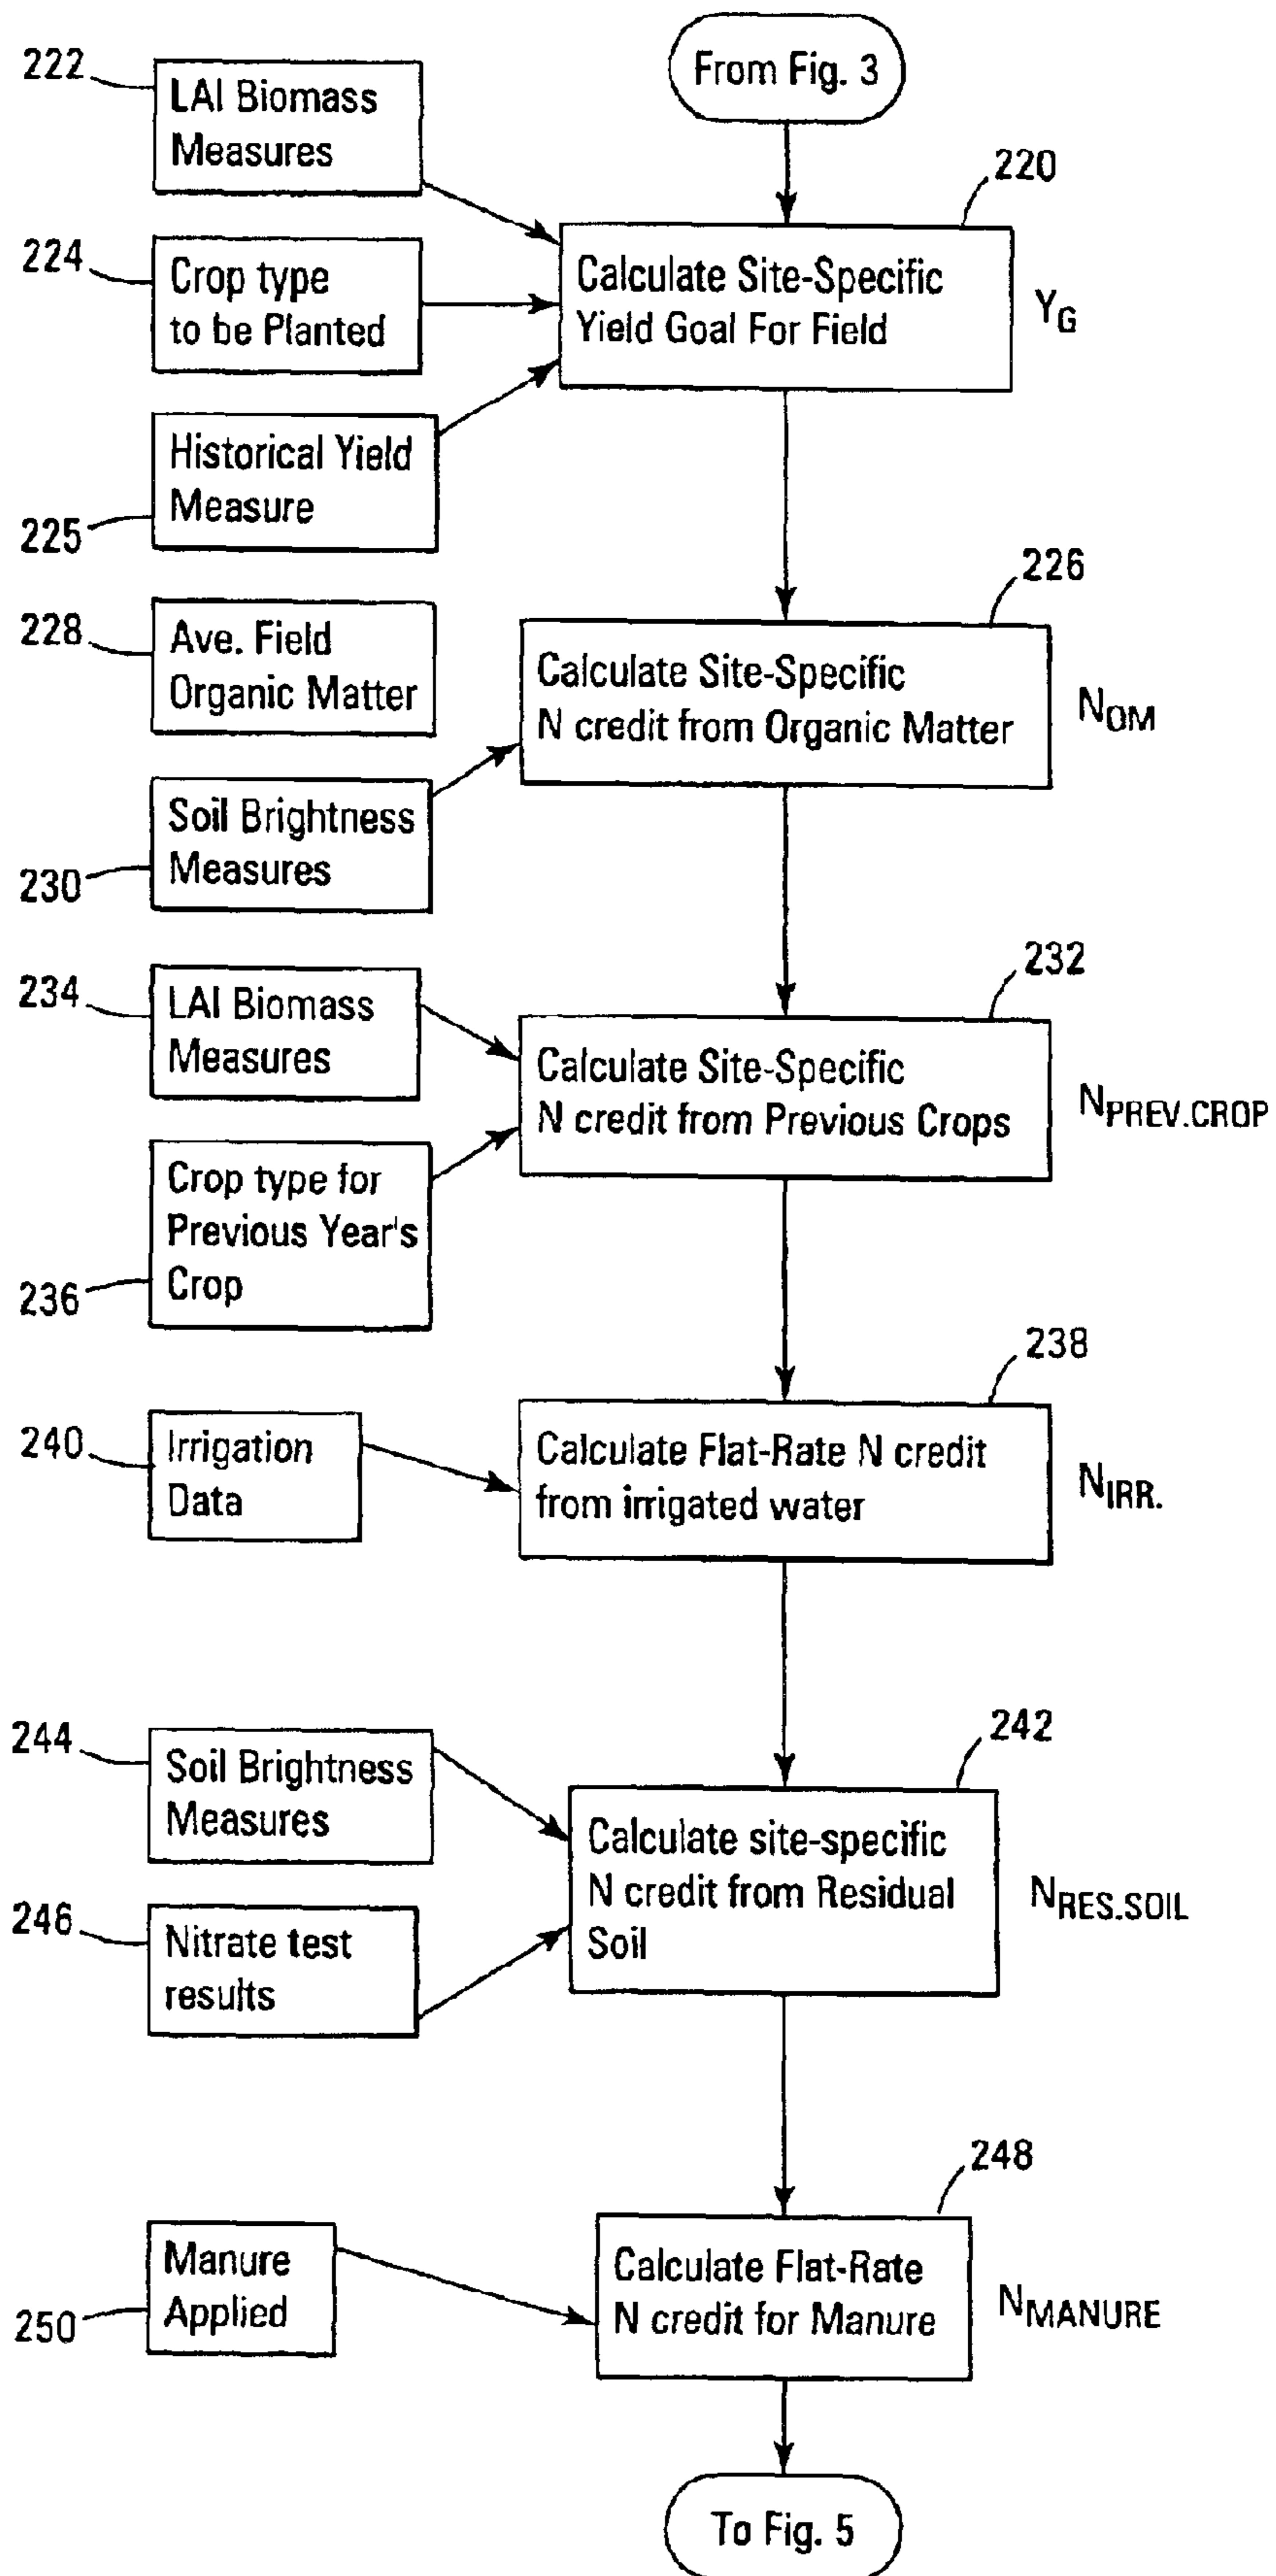 From Fig. 3
222
LAI Biomass
Measures
220
224
Crop type
to be Planted
Calculate Site-Specific
Yield Goal For Field
YG
Historical Yield
Measure
225
226
228
Ave. Field
Organic Matter
Calculate Site-Specific
N credit from Organic Matter
NOM
Soil Brightness
Measures
230
232
234
LAI Biomass
Measures
Calculate Site-Specific
N credit from Previous Crops
NPREV.CROP
Crop type for
Previous Year's
Crop
236
238
240
Irrigation
Data
Calculate Flat-Rate N credit
from irrigated water
NIRR.
242
244
Soil Brightness
Measures
Calculate site-specific
N credit from Residual
Soil
NRES.SOIL
246
Nitrate test
results
248
Manure
Applied
250
Calculate Flat-Rate
N credit for Manure
NMANURE
To Fig. 5